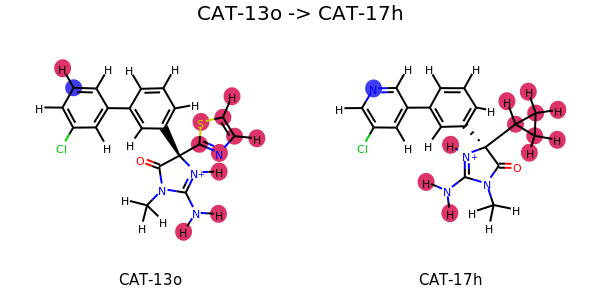 CAT-13o -> CAT-17h
H H H H H N H H H
H H H H H H H H
H S H H H H
Cl H H N Cl H H H
O N+ H N+ O
H N H N H N
H H H H H H H
H H
CAT-13o CAT-17h